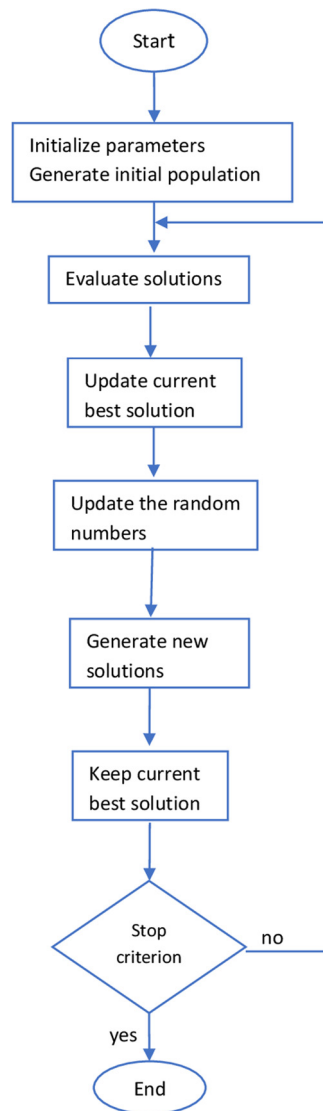 Start
Initialize parameters
Generate initial population
Evaluate solutions
Update current
best solution
Update the random
numbers
Generate new
solutions
Keep current
best solution
Stop
criterion
no
yes
End